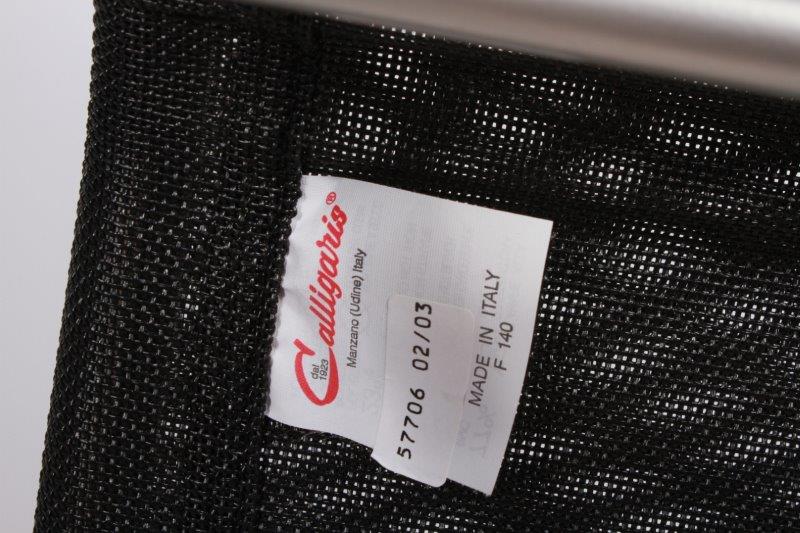 Calligaris®
dal 1923
Manzano (Udine) Italy
57706 02/03
MADE IN ITALY
F 140